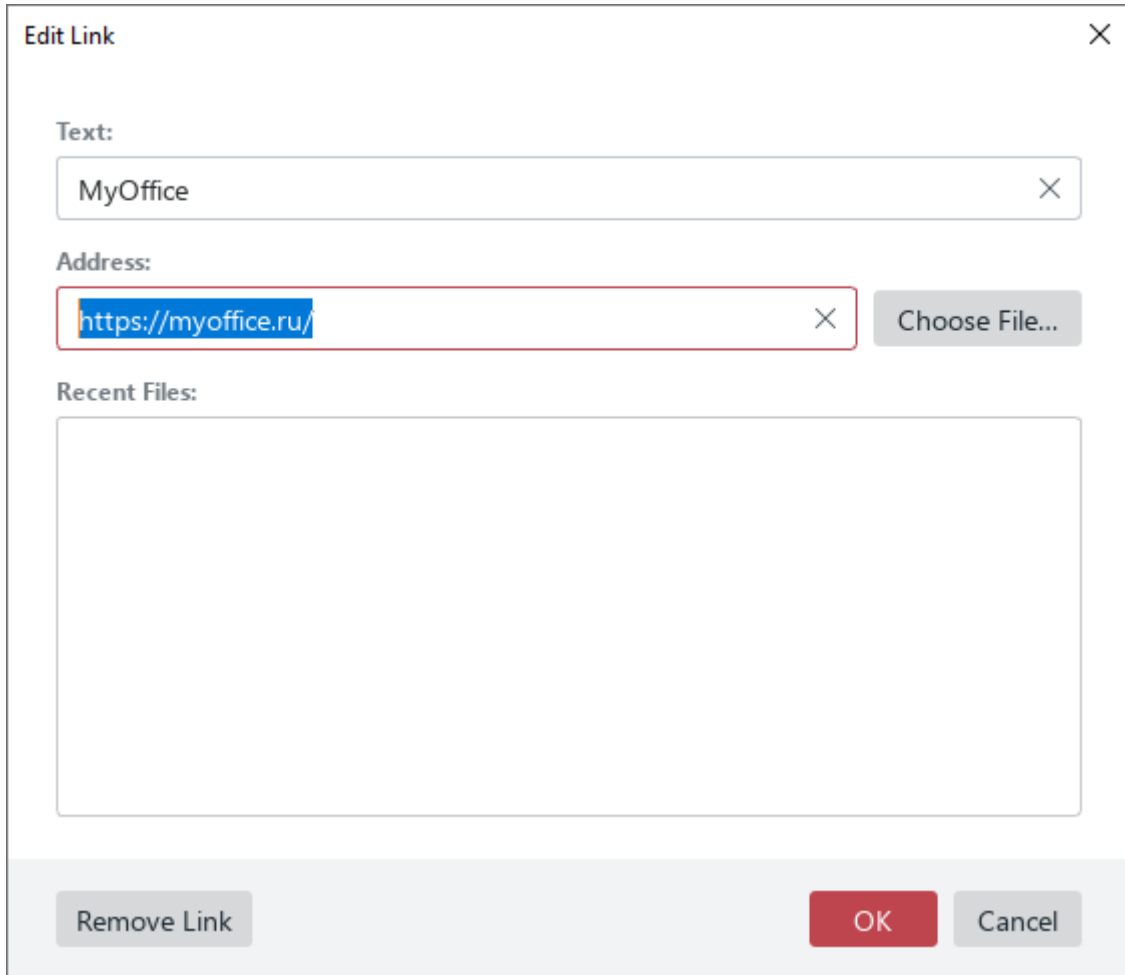 Edit Link
Text:
MyOffice
Address:
https://myoffice.ru/
Choose File...
Recent Files:
Remove Link
OK
Cancel